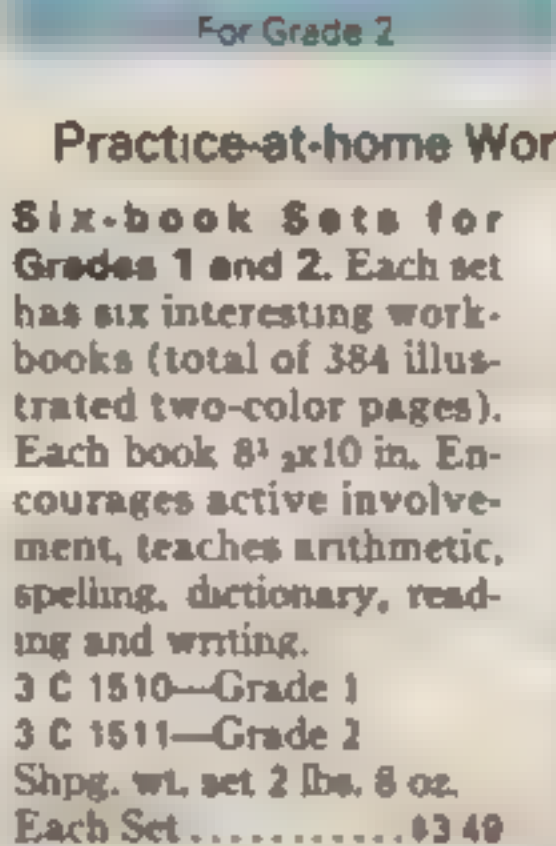 For Grade 2
Practice-at-home Wor
Six-book Sets for
Grades 1 and 2. Each set
has six interesting work-
books (total of 384 illus-
trated two-color pages).
Each book 8½x10 in. En-
courages active involve-
ment, teaches arithmetic,
spelling, dictionary, read-
ing and writing.
3 C 1510—Grade 1
3 C 1511—Grade 2
Shpg. wt. set 2 lbs. 8 oz.
Each Set............$3 49